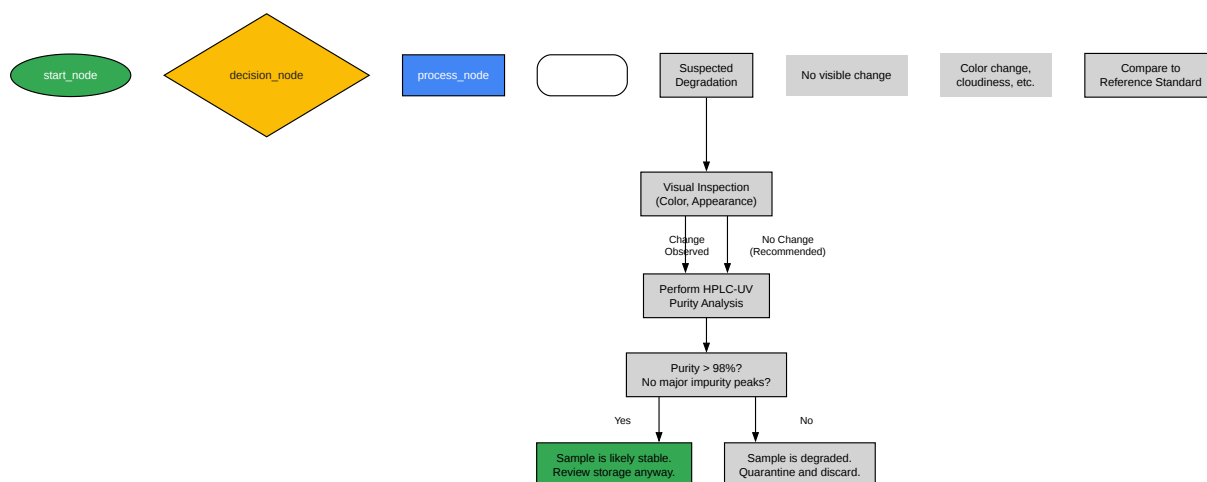 start_node
decision_node
process_node
Suspected
Degradation
No visible change
Color change,
cloudiness, etc.
Compare to
Reference Standard
Visual Inspection
(Color, Appearance)
Change
Observed
No Change
(Recommended)
Perform HPLC-UV
Purity Analysis
Purity > 98%?
No major impurity peaks?
Yes
No
Sample is likely stable.
Review storage anyway.
Sample is degraded.
Quarantine and discard.